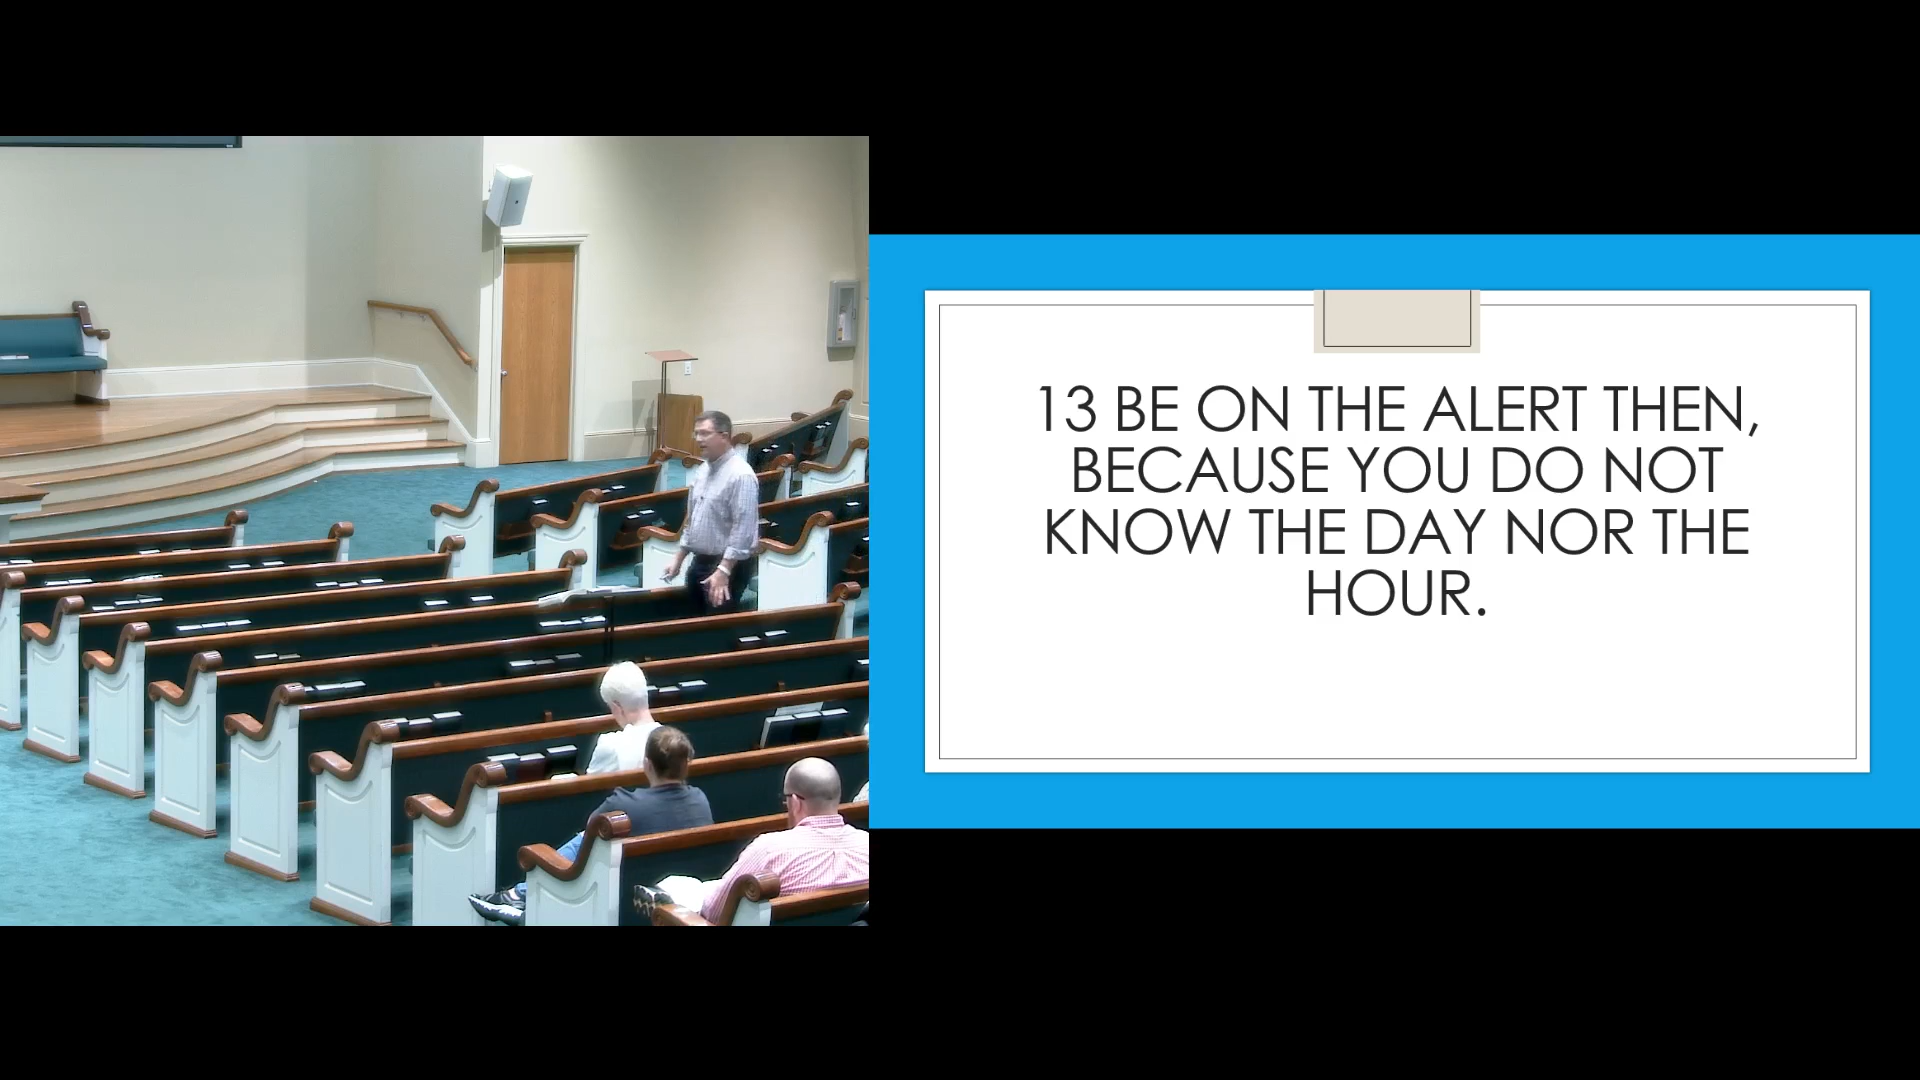 13 BE ON THE ALERT THEN,
BECAUSE YOU DO NOT
KNOW THE DAY NOR THE
HOUR.